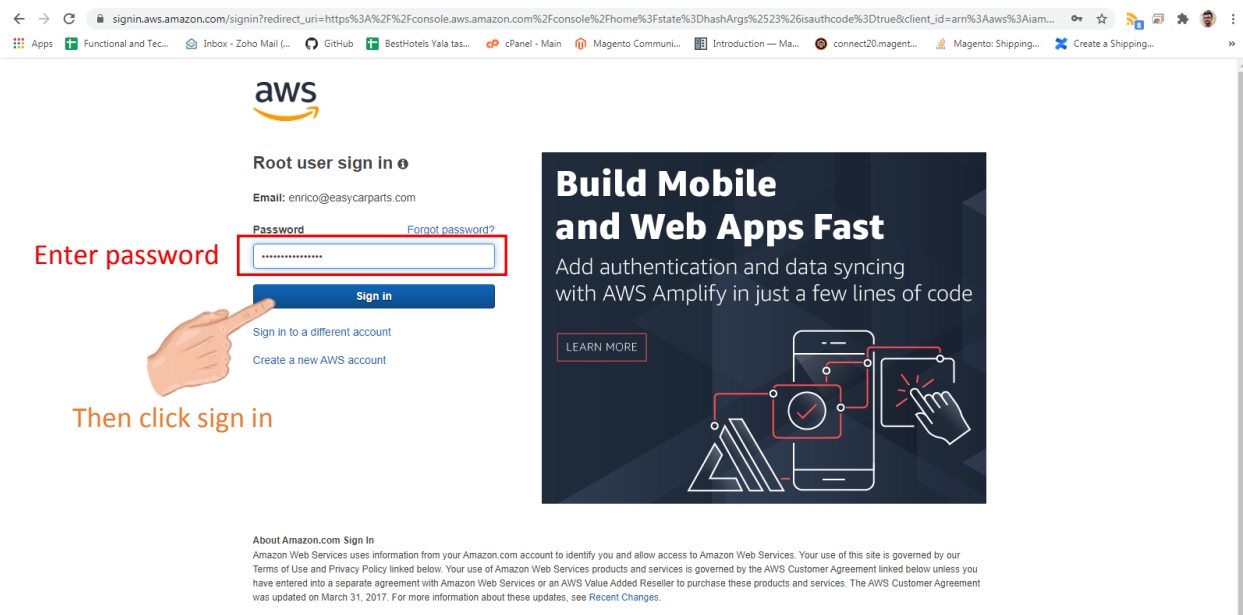 signin.aws.amazon.com/signin?redirect_uri=https%3A%2F%2Fconsole.aws.amazon.com%2Fconsole%2Fhome%3Fstate%3DhashArgs%2523%26isauthcode%3Dtrue&client_id=arn%3Aaws%3Aiam...
Apps Functional and Tec... Inbox - Zoho Mail (... GitHub BestHotels Yala tas... cPanel - Main Magento Communi... Introduction — Ma... connect20.magent... Magento: Shipping... Create a Shipping... »
aws
Root user sign in
Email: enrico@easycarparts.com
Password Forgot password?
Enter password
Sign in
Sign in to a different account
Create a new AWS account
Then click sign in
Build Mobile
and Web Apps Fast
Add authentication and data syncing
with AWS Amplify in just a few lines of code
LEARN MORE
About Amazon.com Sign In
Amazon Web Services uses information from your Amazon.com account to identify you and allow access to Amazon Web Services. Your use of this site is governed by our
Terms of Use and Privacy Policy linked below. Your use of Amazon Web Services products and services is governed by the AWS Customer Agreement linked below unless you
have entered into a separate agreement with Amazon Web Services or an AWS Value Added Reseller to purchase these products and services. The AWS Customer Agreement
was updated on March 31, 2017. For more information about these updates, see Recent Changes.